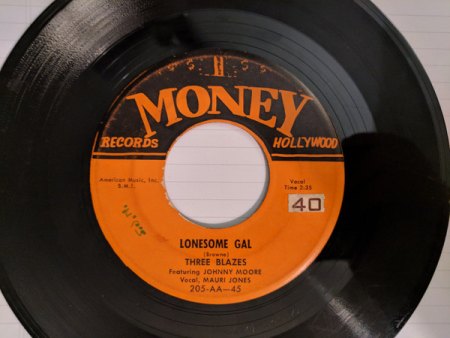 MONEY
RECORDS HOLLYWOOD
American Music, Inc.
B.M.I.
Vocal
Time 2:35
40
LONESOME GAL
(Browne)
THREE BLAZES
Featuring JOHNNY MOORE
Vocal, MAURI JONES
205-AA-45